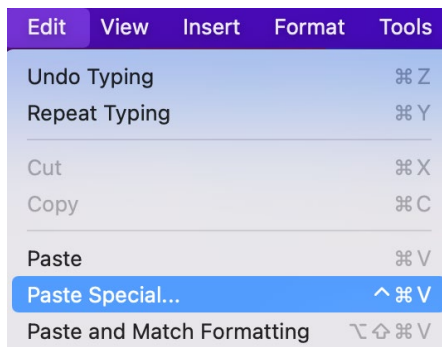 Edit View Insert Format Tools
Undo Typing ⌘Z
Repeat Typing ⌘Y
Cut ⌘X
Copy ⌘C
Paste ⌘V
Paste Special... ^⌘V
Paste and Match Formatting ⌥⇧⌘V